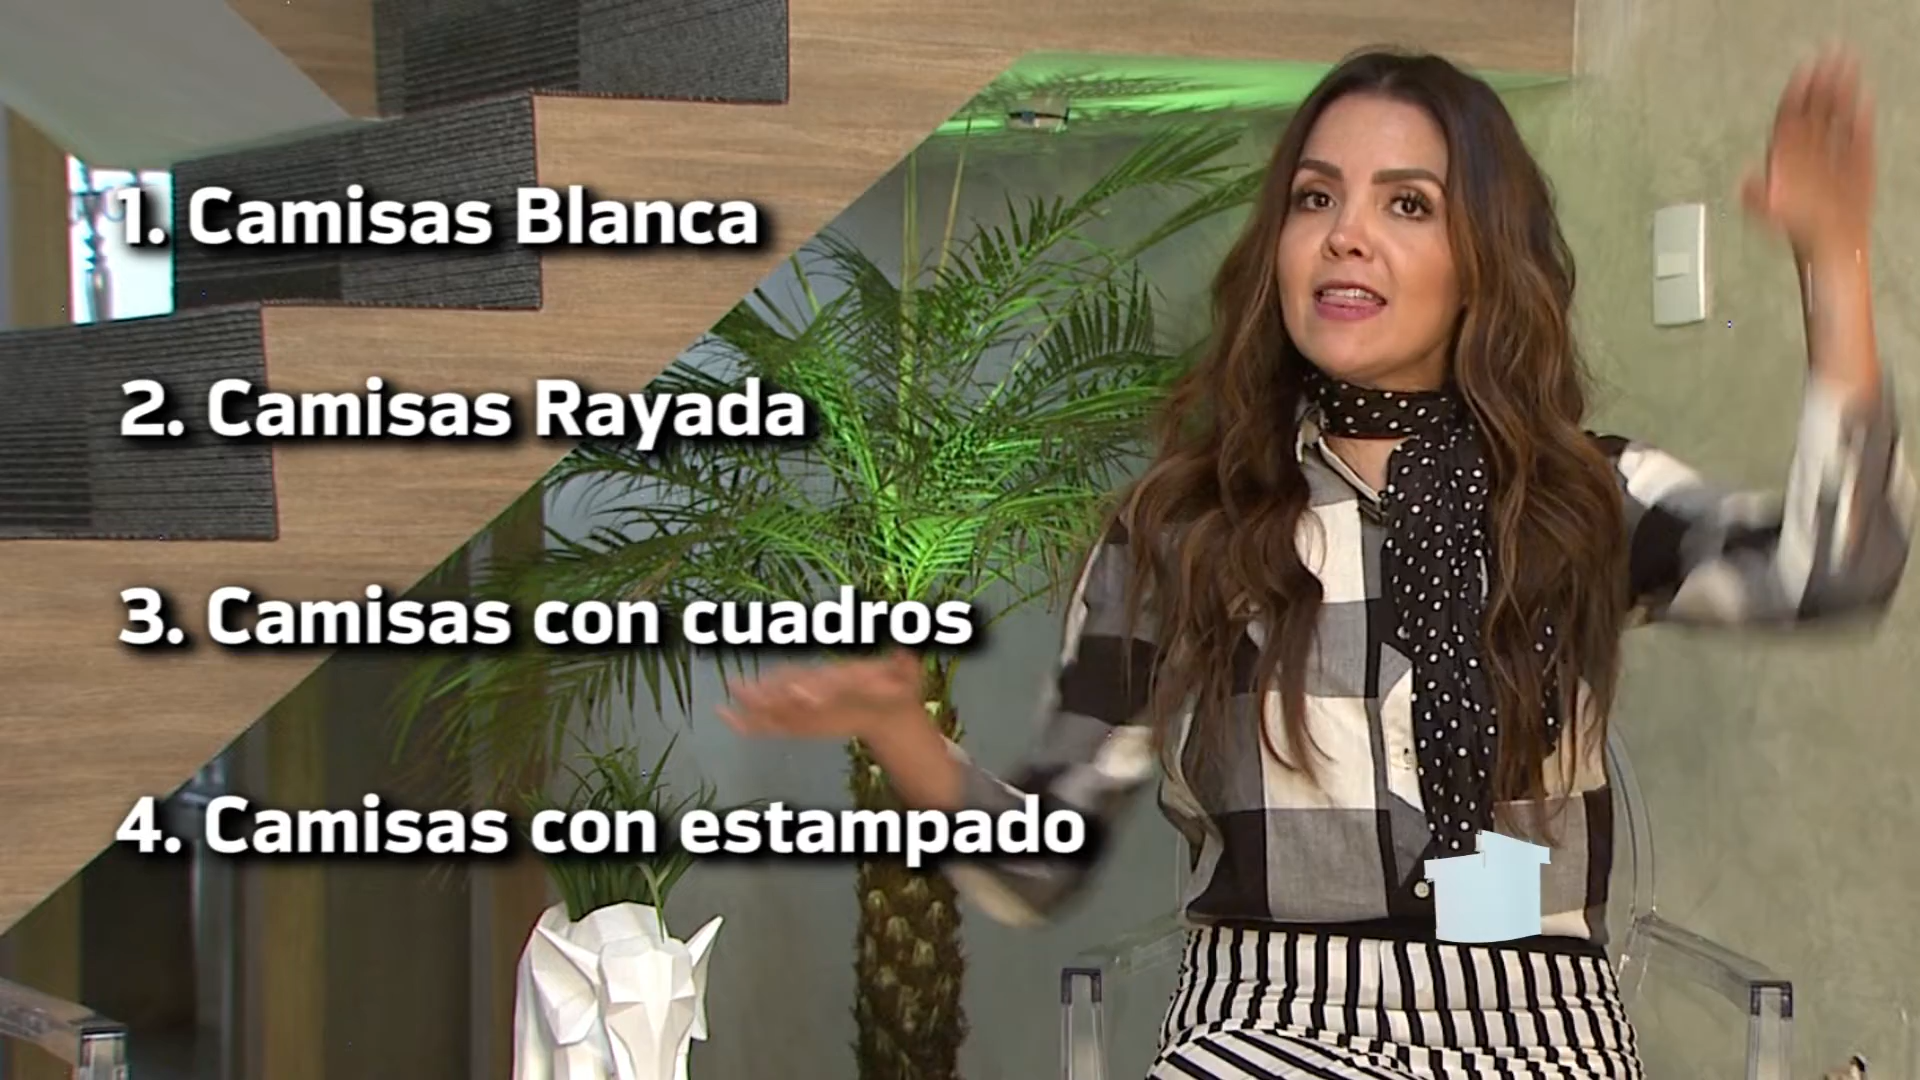 1. Camisas Blanca
2. Camisas Rayada
3. Camisas con cuadros
4. Camisas con estampado